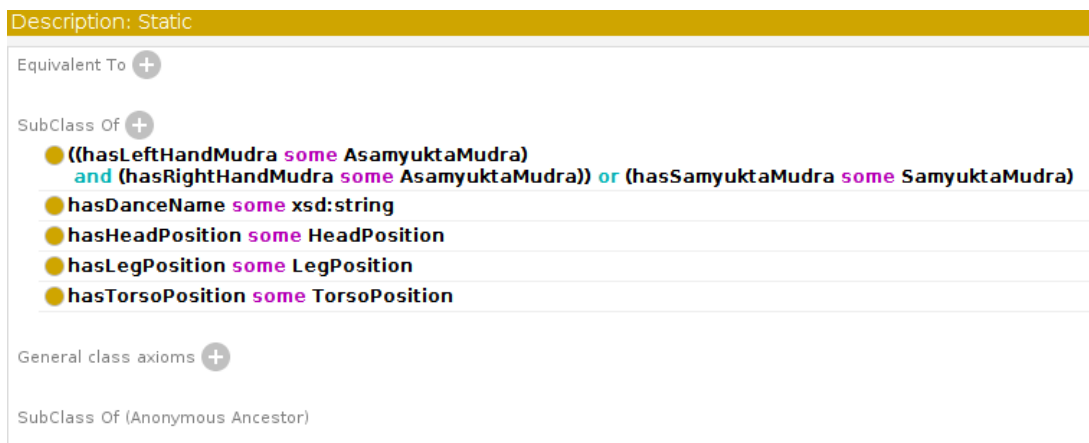 Description: Static
Equivalent To
SubClass Of
((hasLeftHandMudra some AsamyuktaMudra)
and (hasRightHandMudra some AsamyuktaMudra)) or (hasSamyuktaMudra some SamyuktaMudra)
hasDanceName some xsd:string
hasHeadPosition some HeadPosition
hasLegPosition some LegPosition
hasTorsoPosition some TorsoPosition
General class axioms
SubClass Of (Anonymous Ancestor)